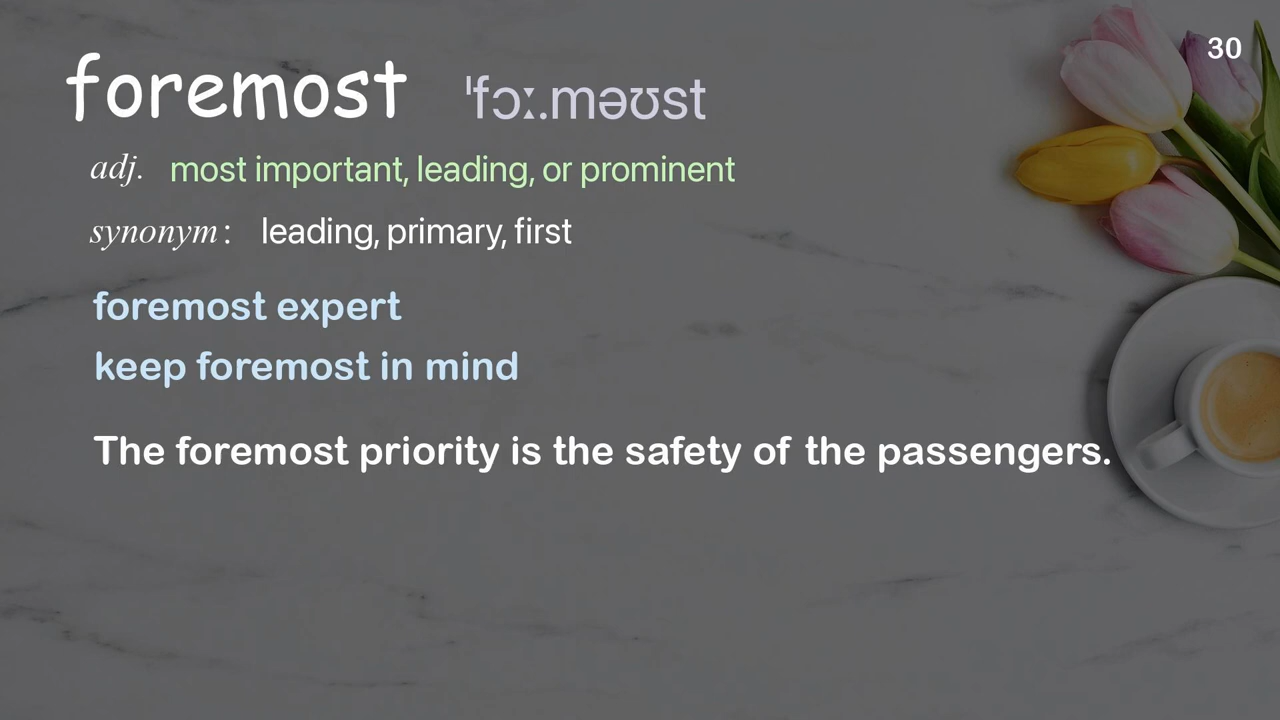 30
foremost ˈfɔː.məʊst
adj. most important, leading, or prominent
synonym: leading, primary, first
foremost expert
keep foremost in mind
The foremost priority is the safety of the passengers.